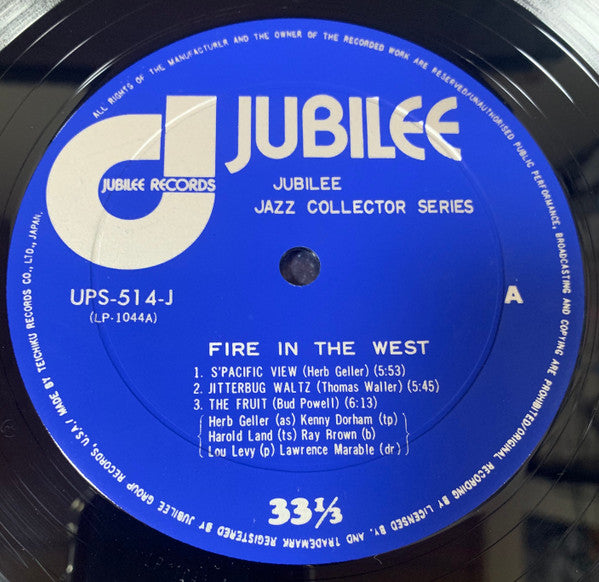 ALL RIGHTS OF THE MANUFACTURER AND THE OWNER OF THE RECORDED WORK ARE RESERVED/UNAUTHORISED PUBLIC PERFORMANCE, BROADCASTING AND COPYING ARE PROHIBITED/ORIGINAL RECORDING BY LICENSED BY. AND TRADEMARK REGISTERED BY JUBILEE GROUP RECORDS, U.S.A./ MADE BY TEICHIKU RECORDS CO., LTD., JAPAN.
JUBILEE
JUBILEE RECORDS
JUBILEE
JAZZ COLLECTOR SERIES
UPS-514-J
(LP-1044A)
A
FIRE IN THE WEST
1. S'PACIFIC VIEW (Herb Geller) (5:53)
2. JITTERBUG WALTZ (Thomas Waller) (5:45)
3. THE FRUIT (Bud Powell) (6:13)
Herb Geller (as) Kenny Dorham (tp)
Harold Land (ts) Ray Brown (b)
Lou Levy (p) Lawrence Marable (dr)
33 1/3